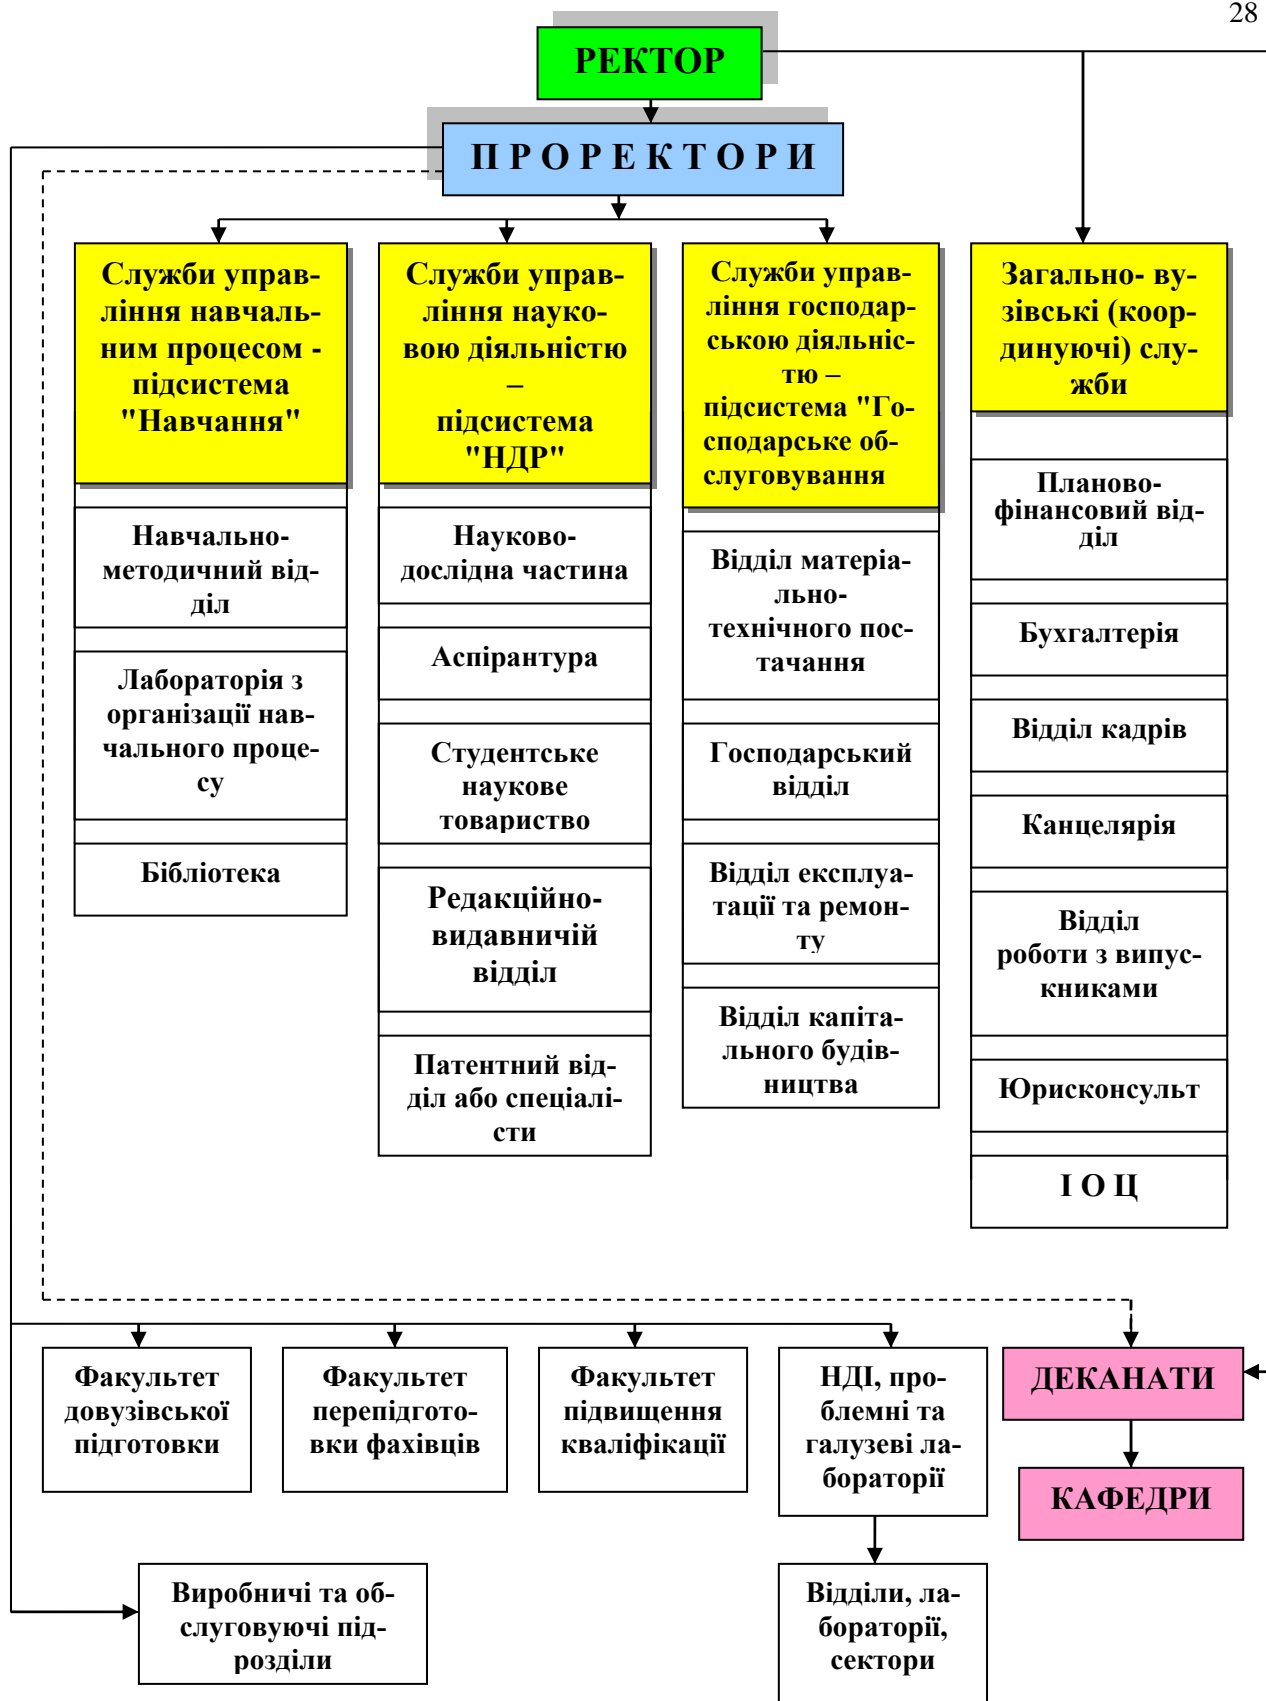 28
РЕКТОР
П Р О Р Е К Т О Р И
Служби управ-
ління навчаль-
ним процесом -
підсистема
"Навчання"
Навчально-
методичний від-
діл
Лабораторія з
організації нав-
чального проце-
су
Бібліотека
Служби управ-
ління науко-
вою діяльністю
–
підсистема
"НДР"
Науково-
дослідна частина
Аспірантура
Студентське
наукове
товариство
Редакційно-
видавничій
відділ
Патентний від-
діл або спеціалі-
сти
Служби управ-
ління господар-
ською діяльніс-
тю –
підсистема "Го-
сподарське об-
слуговування
Відділ матеріа-
льно-
технічного пос-
тачання
Господарський
відділ
Відділ експлуа-
тації та ремон-
ту
Відділ капіта-
льного будів-
ництва
Загально- ву-
зівські (коор-
динуючі) слу-
жби
Планово-
фінансовий від-
діл
Бухгалтерія
Відділ кадрів
Канцелярія
Відділ
роботи з випус-
книками
Юрисконсульт
І О Ц
Факультет
довузівської
підготовки
Факультет
перепідгото-
вки фахівців
Факультет
підвищення
кваліфікації
НДІ, про-
блемні та
галузеві ла-
бораторії
ДЕКАНАТИ
КАФЕДРИ
Виробничі та об-
слуговуючі під-
розділи
Відділи, ла-
бораторії,
сектори